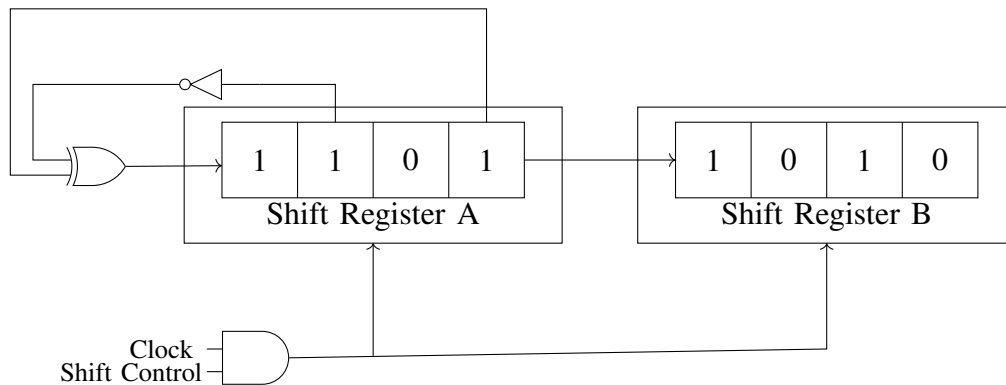 1 1 0 1 1 0 1 0
Shift Register A Shift Register B
Clock
Shift Control